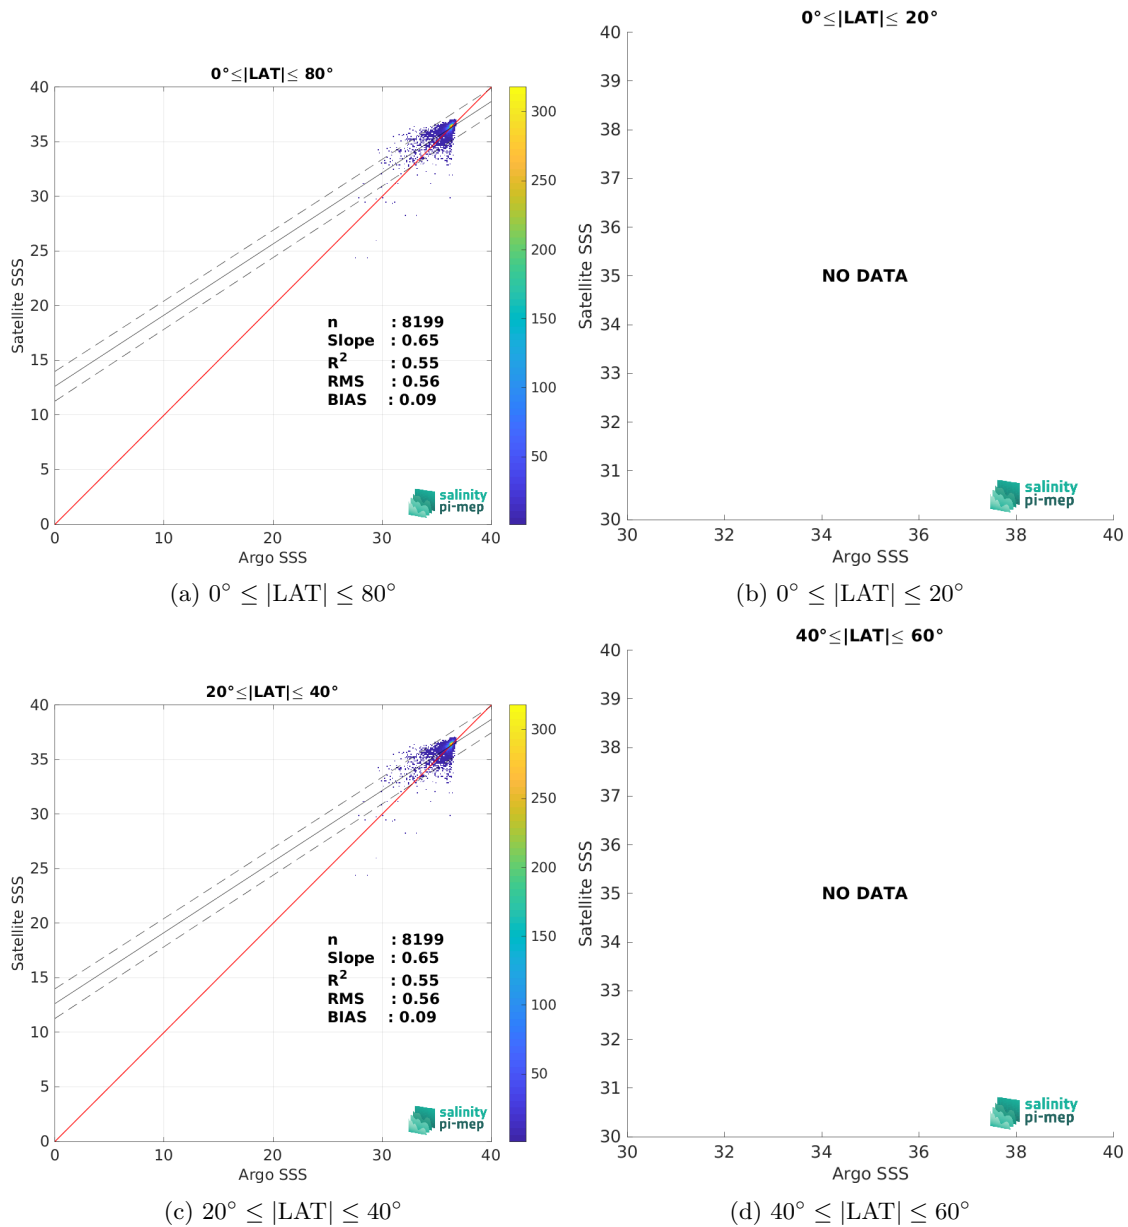 0°≤|LAT|≤ 80°
40
35
30
25
20
15
10
5
0
0
10
20
30
40
Satellite SSS
Argo SSS
n : 8199
Slope : 0.65
R2 : 0.55
RMS : 0.56
BIAS : 0.09
salinity
pi-mep
300
250
200
150
100
50
(a) 0° ≤ |LAT| ≤ 80°
0°≤|LAT|≤ 20°
40
39
38
37
36
35
34
33
32
31
30
30
32
34
36
38
40
Satellite SSS
Argo SSS
NO DATA
salinity
pi-mep
(b) 0° ≤ |LAT| ≤ 20°
20°≤|LAT|≤ 40°
40
35
30
25
20
15
10
5
0
0
10
20
30
40
Satellite SSS
Argo SSS
n : 8199
Slope : 0.65
R2 : 0.55
RMS : 0.56
BIAS : 0.09
salinity
pi-mep
300
250
200
150
100
50
(c) 20° ≤ |LAT| ≤ 40°
40°≤|LAT|≤ 60°
40
39
38
37
36
35
34
33
32
31
30
30
32
34
36
38
40
Satellite SSS
Argo SSS
NO DATA
salinity
pi-mep
(d) 40° ≤ |LAT| ≤ 60°